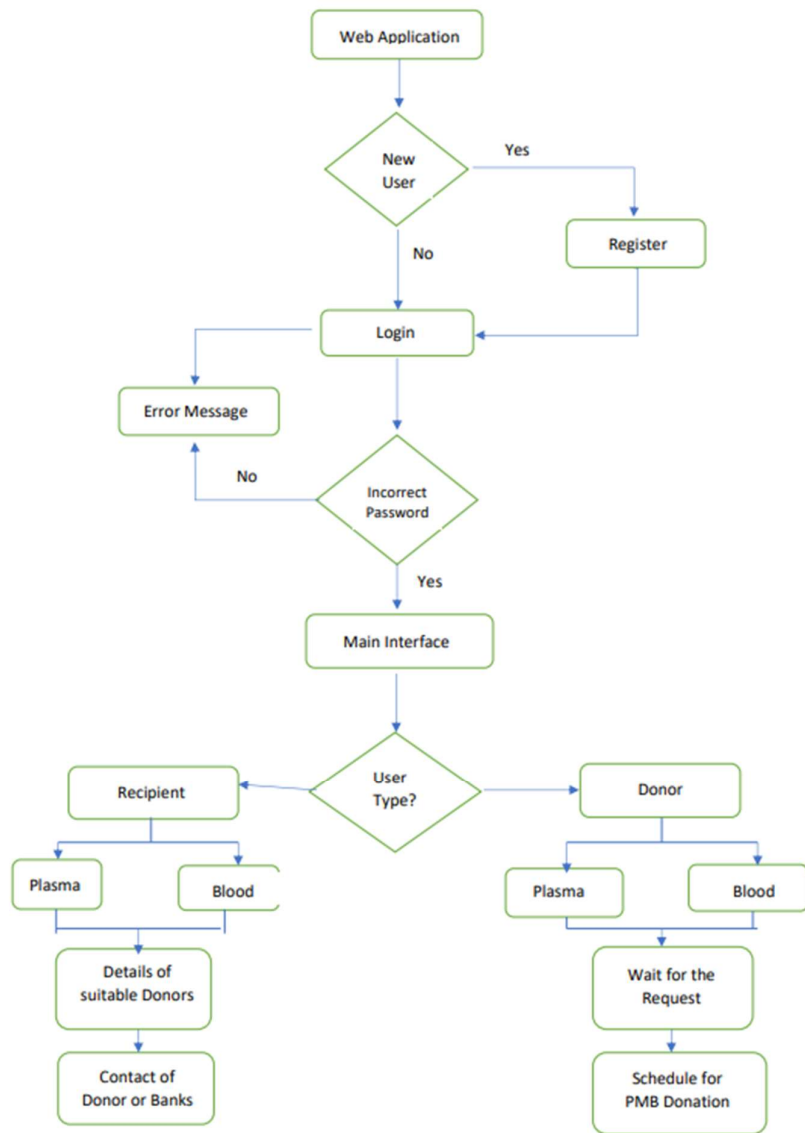 Web Application
New
User
Yes
Register
No
Login
Error Message
No
Incorrect
Password
Yes
Main Interface
User
Type?
Recipient
Donor
Plasma
Blood
Plasma
Blood
Details of
suitable Donors
Wait for the
Request
Contact of
Donor or Banks
Schedule for
PMB Donation